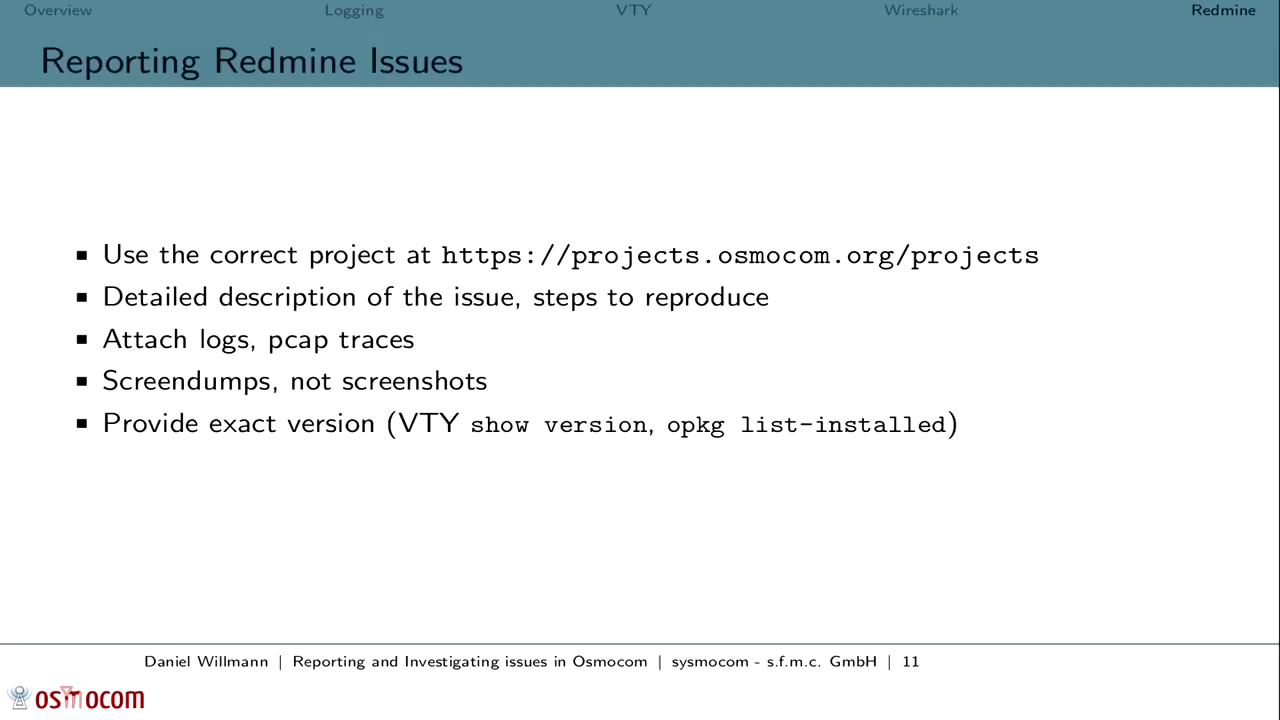 Overview Logging VTY Wireshark Redmine
Reporting Redmine Issues
Use the correct project at https://projects.osmocom.org/projects
Detailed description of the issue, steps to reproduce
Attach logs, pcap traces
Screendumps, not screenshots
Provide exact version (VTY show version, opkg list-installed)
Daniel Willmann | Reporting and Investigating issues in Osmocom | sysmocom - s.f.m.c. GmbH | 11
osmocom